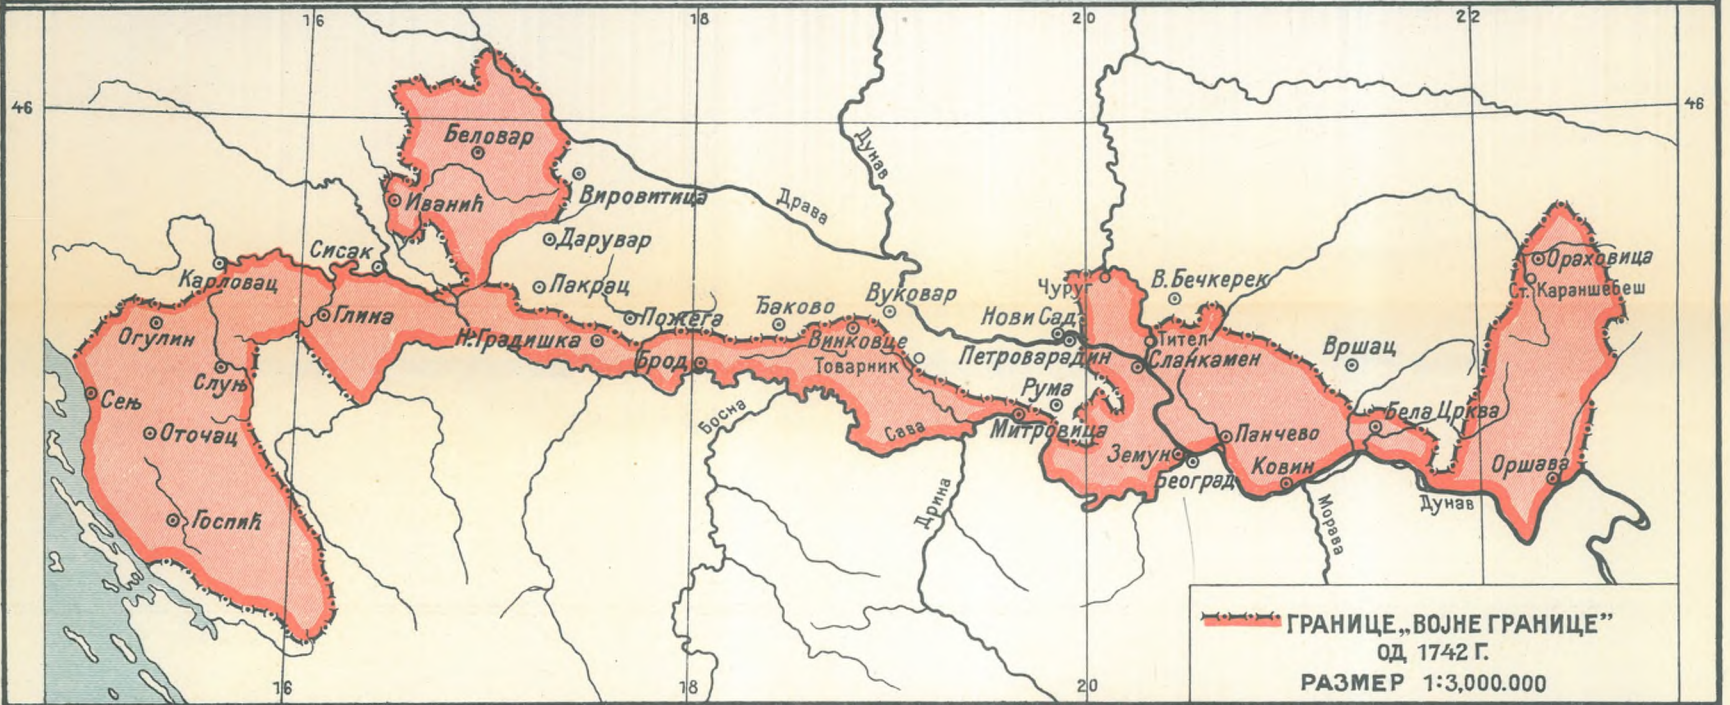 16 18 20 22
46 46
Беловар
Дунав
Иванић
Вировитица
Драва
Дарувар
Сисак
Карловац
Пакрац
Чуруг
В. Бечкерек
Ораховица
Ст. Караншебеш
Глина
Огулин
Н. Градишка
Пожега
Ђаково
Вуковар
Нови Сад
Винковце
Петроварадин
Тител
Сланкамен
Вршац
Брод
Товарник
Слуњ
Рума
Сењ
Босна
Сава
Митровица
Бела Црква
Оточац
Панчево
Земун
Ковин
Оршава
Београд
Госпић
Дрина
Морава
Дунав
ГРАНИЦЕ „ВОЈНЕ ГРАНИЦЕ”
ОД 1742 Г.
РАЗМЕР 1:3,000.000
16 18 20